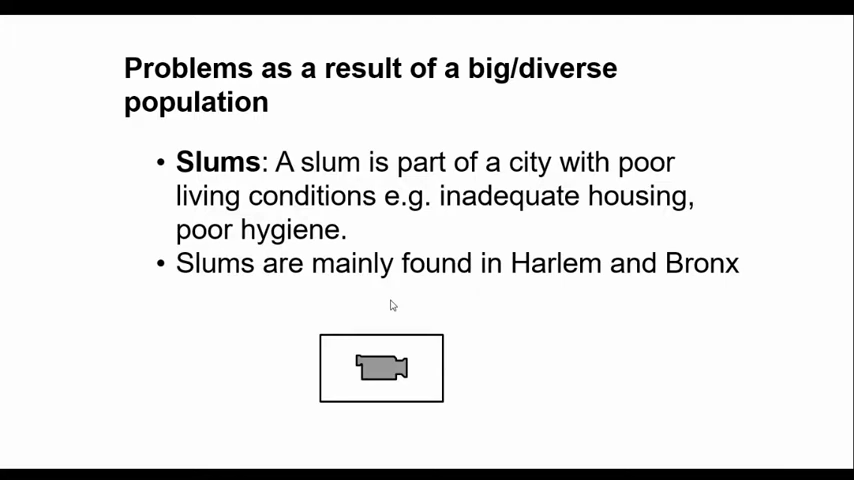 Problems as a result of a big/diverse
population
• Slums: A slum is part of a city with poor
living conditions e.g. inadequate housing,
poor hygiene.
• Slums are mainly found in Harlem and Bronx